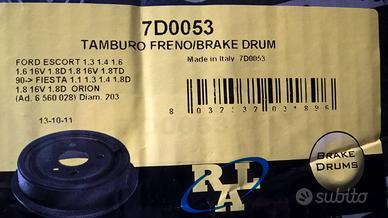 7D0053
TAMBURO FRENO/BRAKE DRUM
FORD ESCORT 1.3 1.4 1.6
1.6 16V 1.8D 1.8 16V 1.8TD
90-> FIESTA 1.1 1.3 1.4 1.8D
1.8 16V 1.8D ORION
(Ad. 6 560 028) Diam. 203
Made in Italy 7D0053
13-10-11
RAL
BRAKE
DRUMS
subito